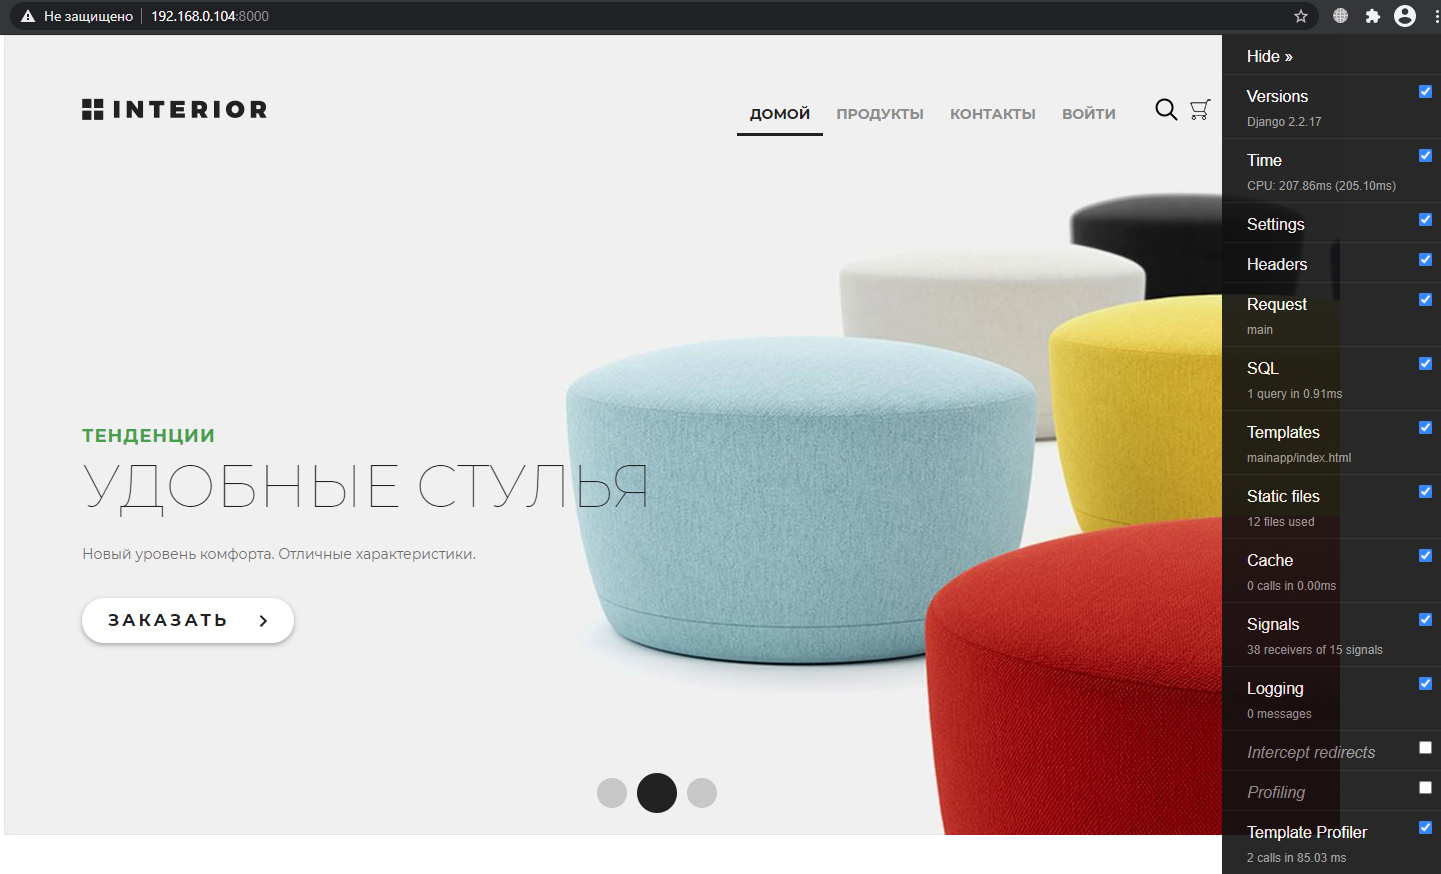 Не защищено 192.168.0.104:8000
INTERIOR
ДОМОЙ ПРОДУКТЫ КОНТАКТЫ ВОЙТИ
ТЕНДЕНЦИИ
УДОБНЫЕ СТУЛЬЯ
Новый уровень комфорта. Отличные характеристики.
ЗАКАЗАТЬ
Hide »
Versions
Django 2.2.17
Time
CPU: 207.86ms (205.10ms)
Settings
Headers
Request
main
SQL
1 query in 0.91ms
Templates
mainapp/index.html
Static files
12 files used
Cache
0 calls in 0.00ms
Signals
38 receivers of 15 signals
Logging
0 messages
Intercept redirects
Profiling
Template Profiler
2 calls in 85.03 ms